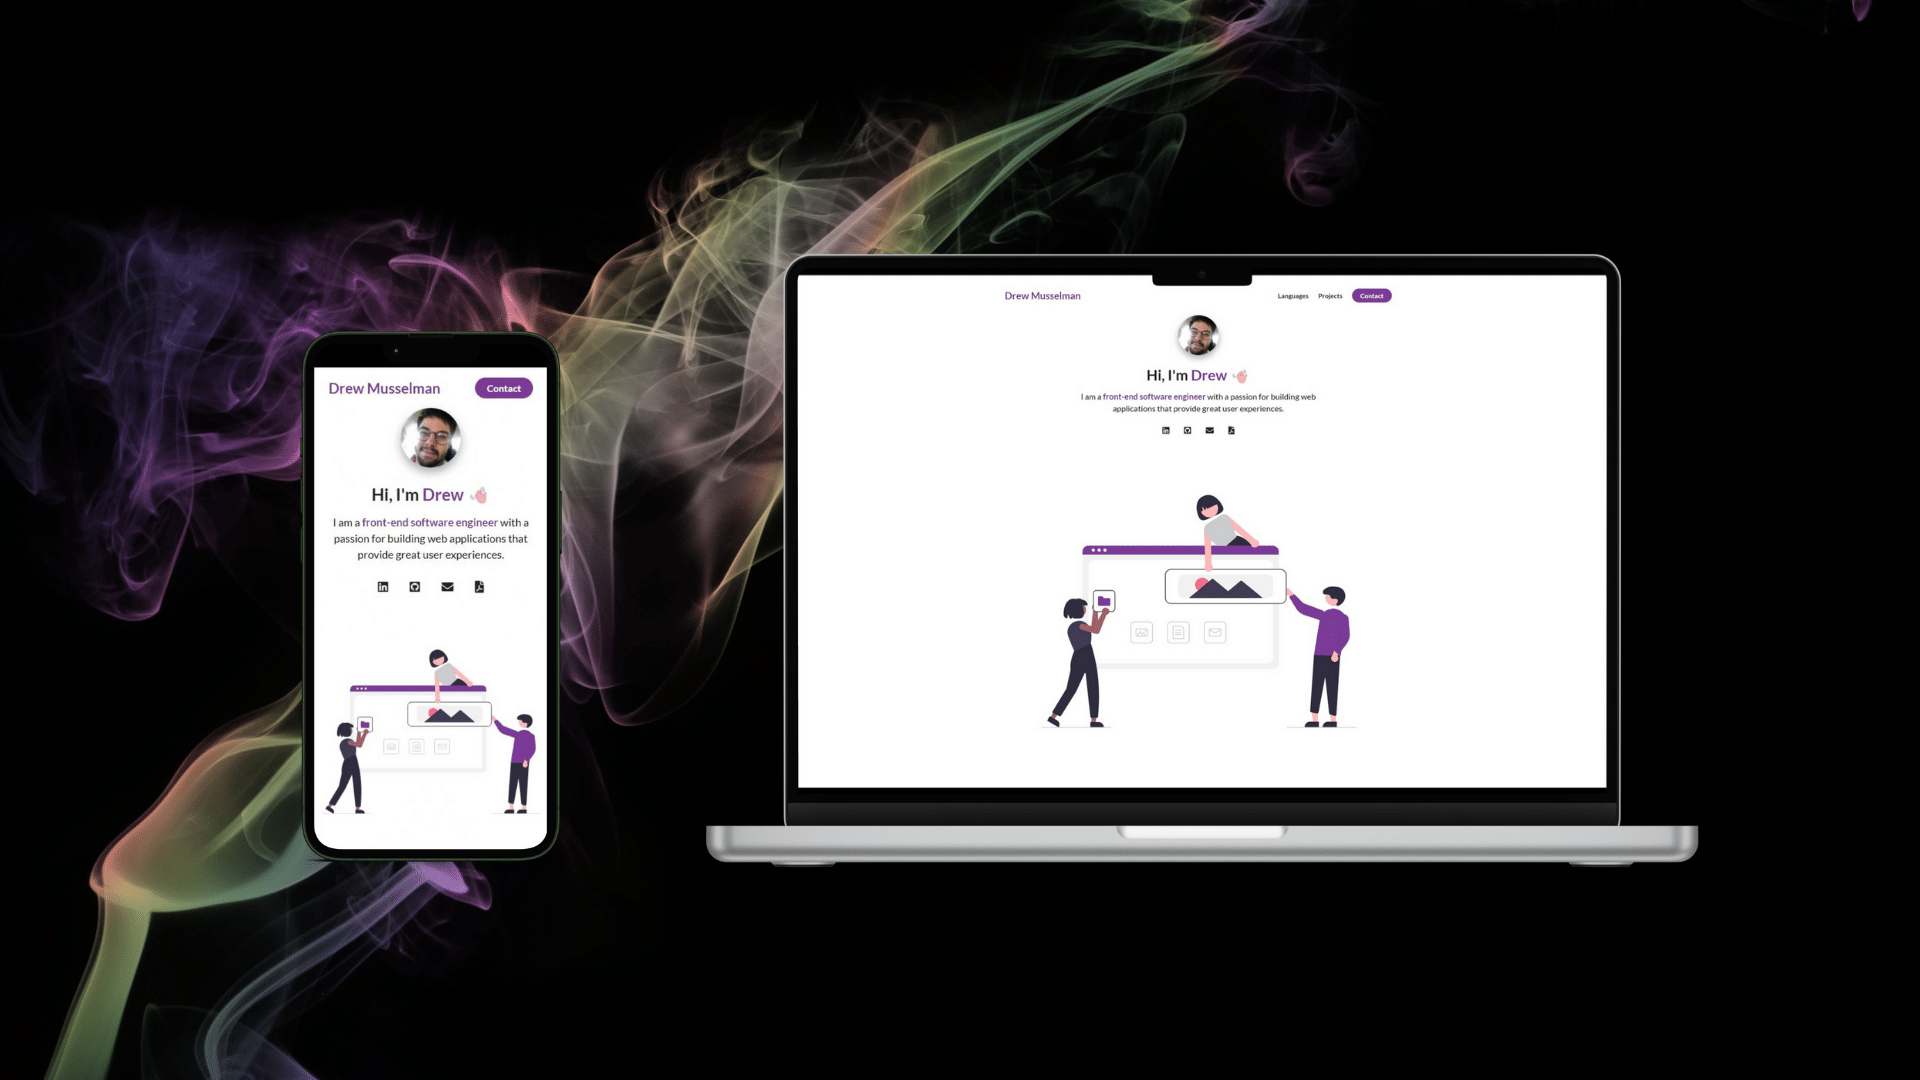 Drew Musselman
Contact
Hi, I'm Drew
I am a front-end software engineer with a
passion for building web applications that
provide great user experiences.
Drew Musselman
Languages Projects Contact
Hi, I'm Drew
I am a front-end software engineer with a passion for building web
applications that provide great user experiences.